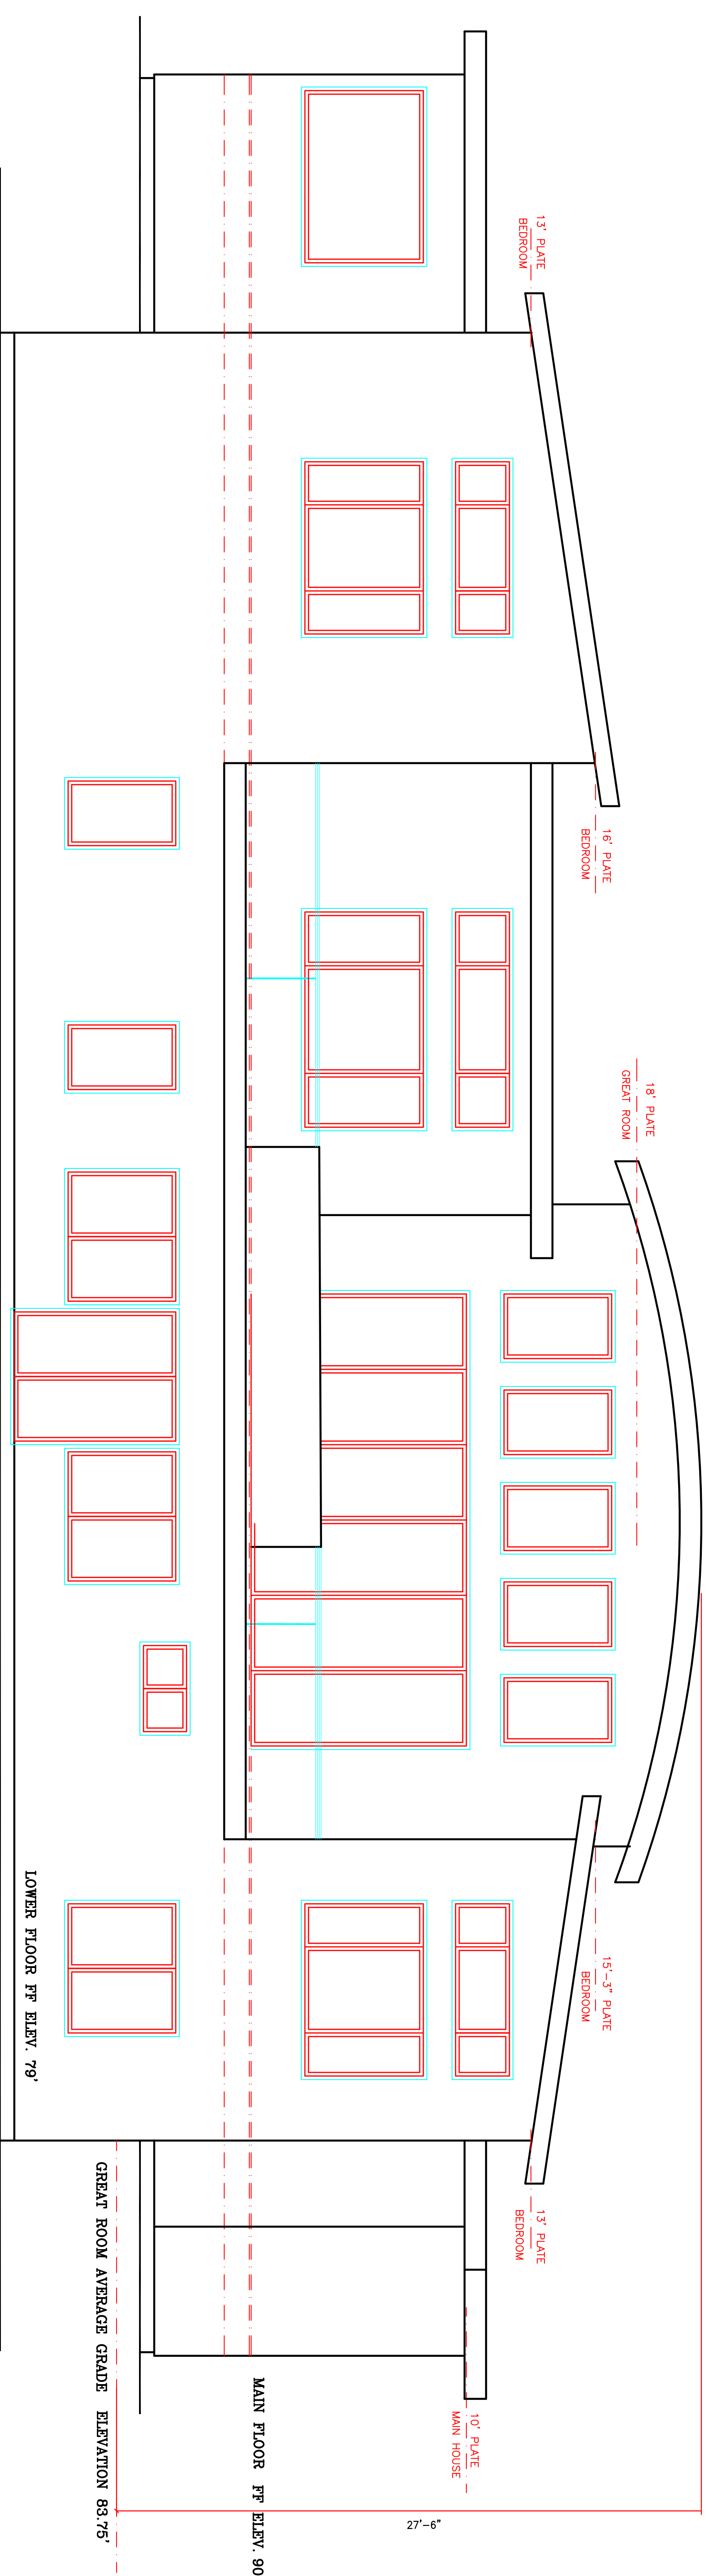 13' PLATE
BEDROOM
16' PLATE
BEDROOM
18' PLATE
GREAT ROOM
15'-3" PLATE
BEDROOM
13' PLATE
BEDROOM
10' PLATE
MAIN HOUSE
27'-6"
MAIN FLOOR FF ELEV. 90
GREAT ROOM AVERAGE GRADE ELEVATION 83.75'
LOWER FLOOR FF ELEV. 79'